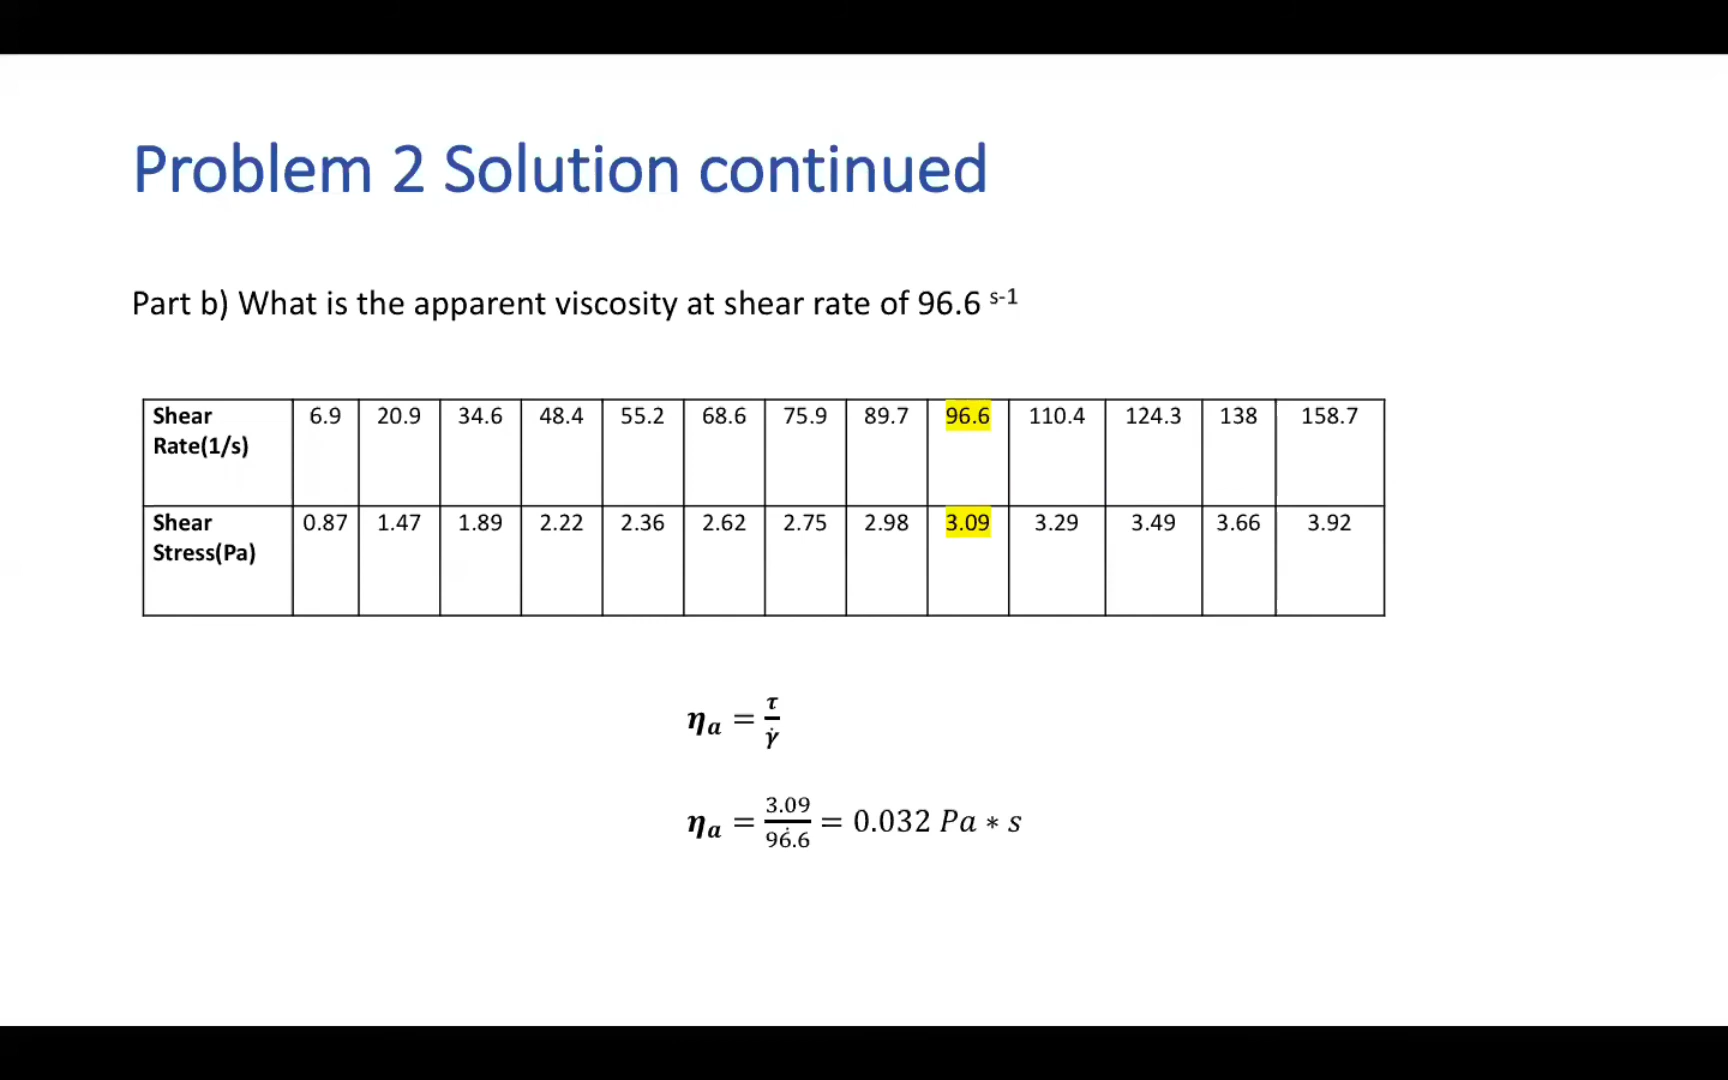 Problem 2 Solution continued
Part b) What is the apparent viscosity at shear rate of 96.6 s-1
Shear Rate(1/s) 6.9 20.9 34.6 48.4 55.2 68.6 75.9 89.7 96.6 110.4 124.3 138 158.7
Shear Stress(Pa) 0.87 1.47 1.89 2.22 2.36 2.62 2.75 2.98 3.09 3.29 3.49 3.66 3.92
ηₐ = τ/γ̇
ηₐ = 3.09/96̇.6 = 0.032 Pa ∗ s